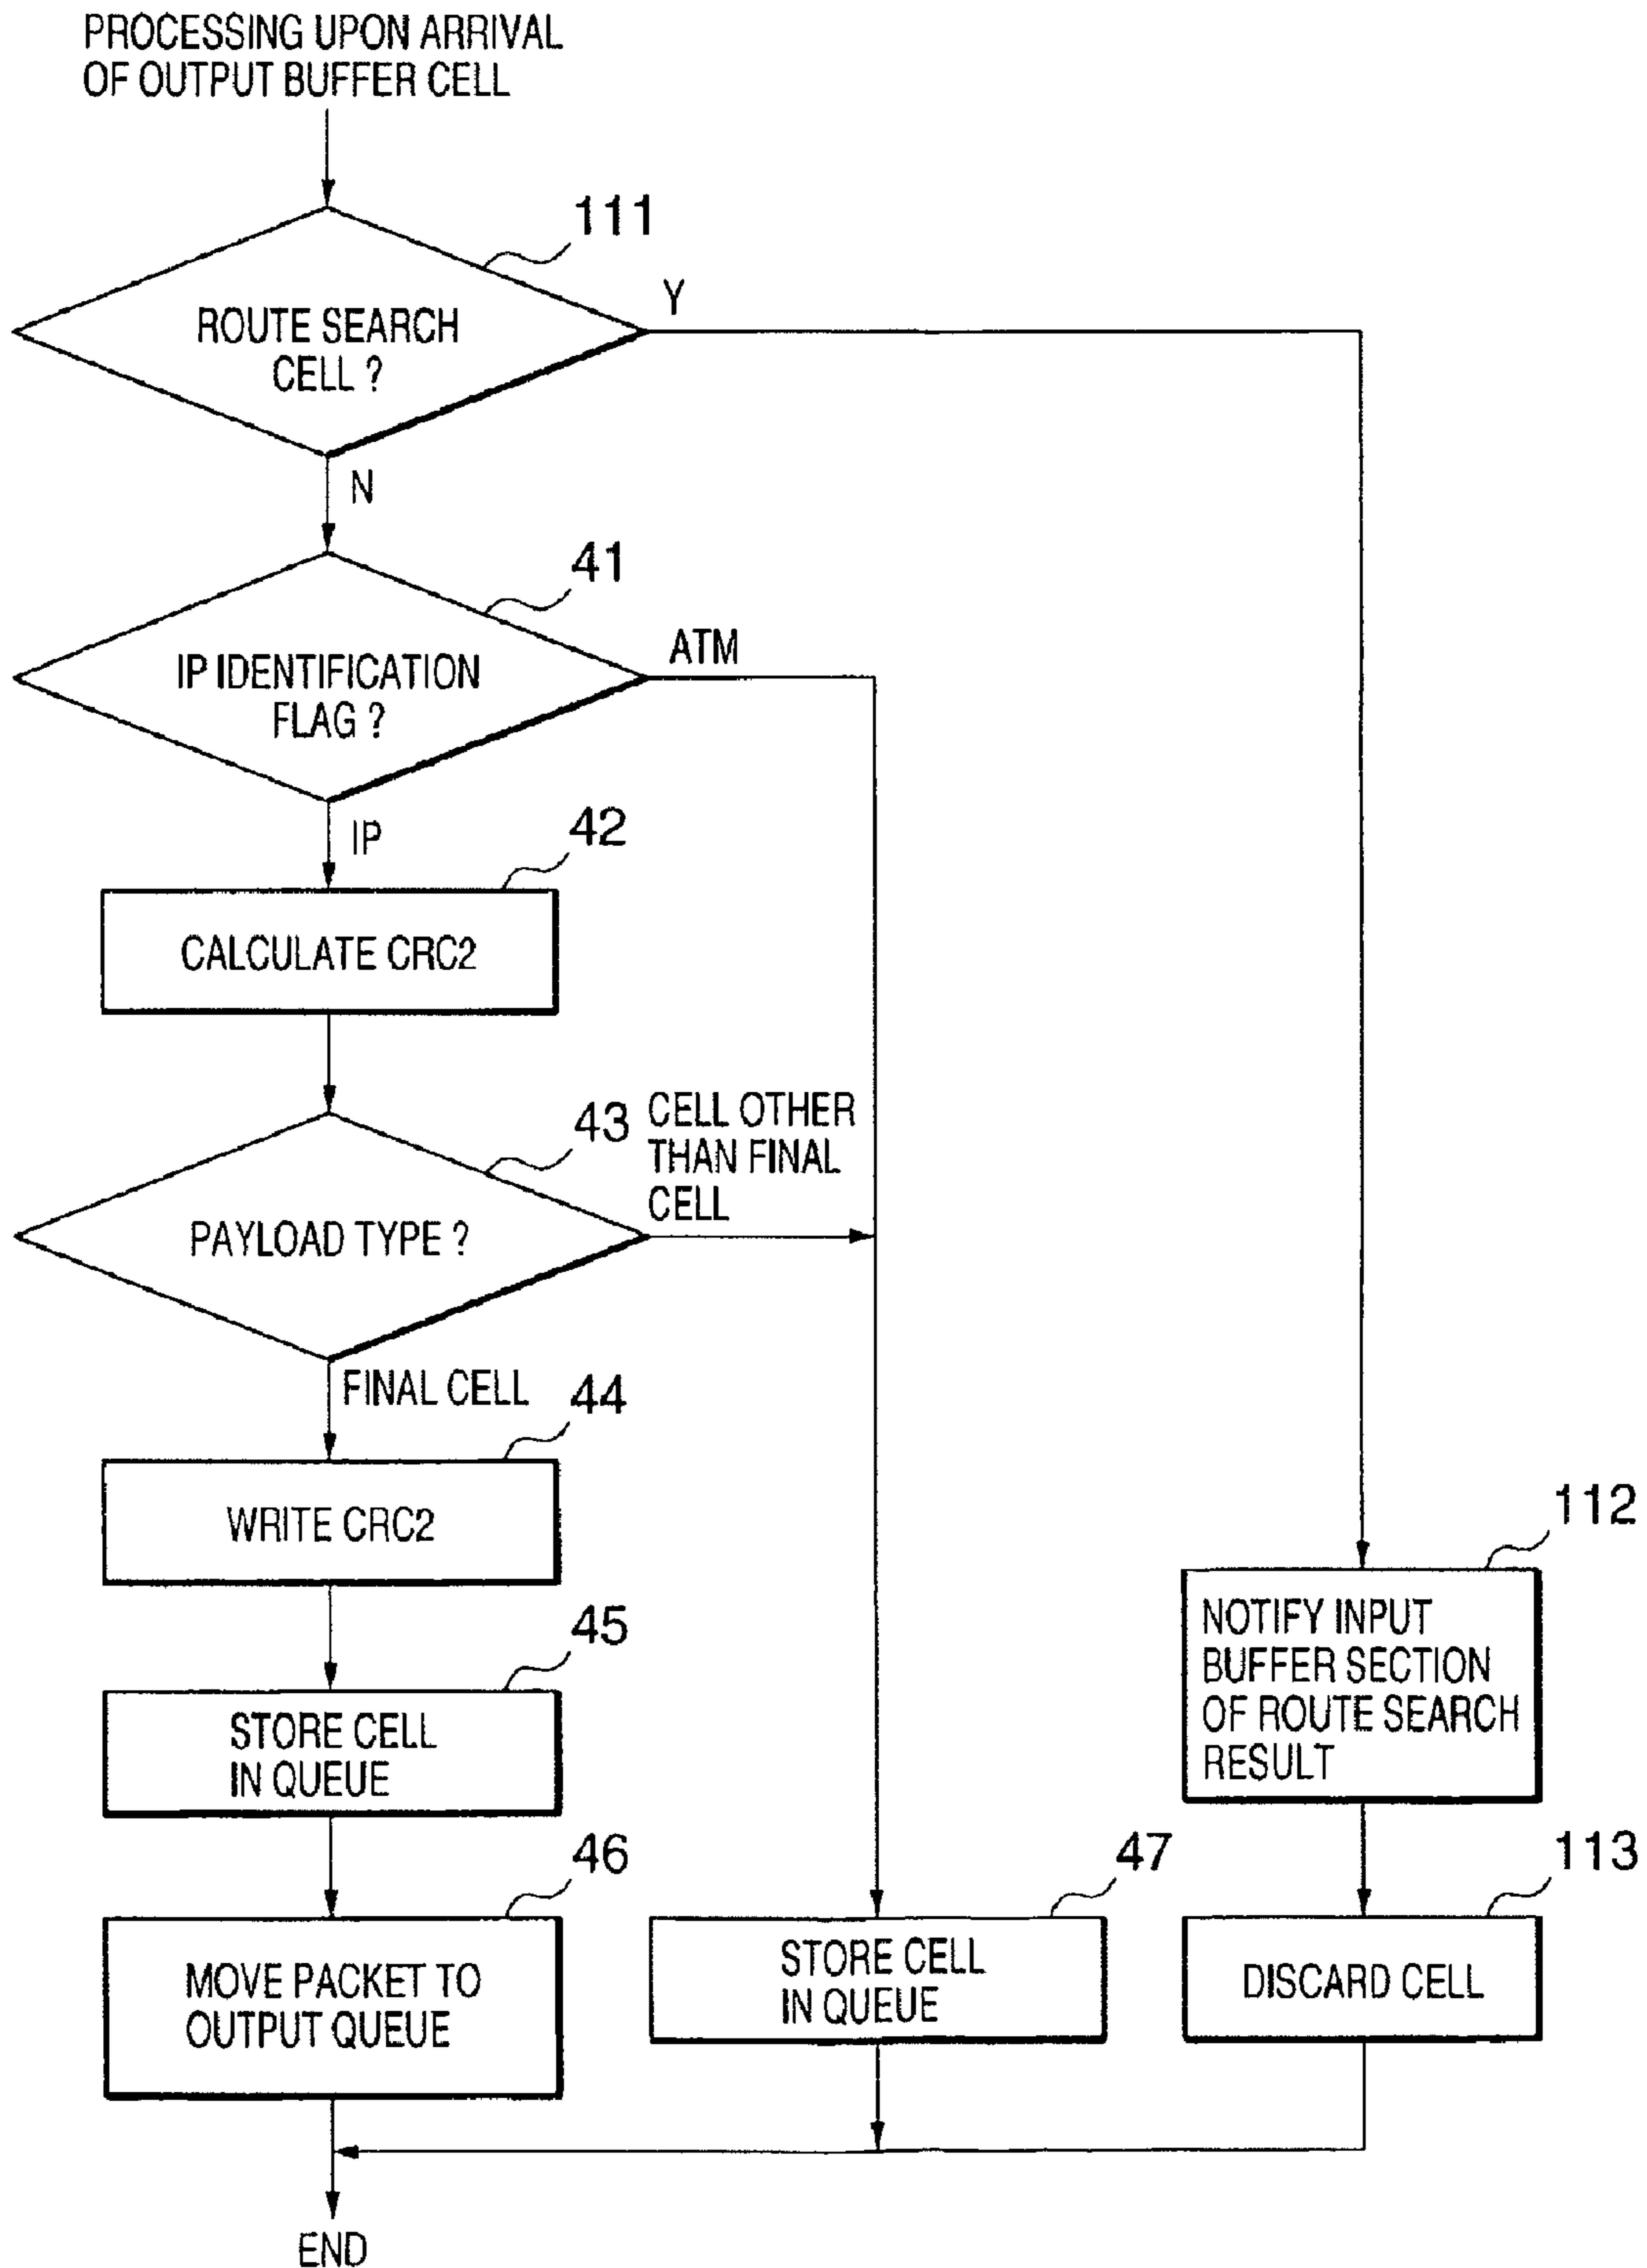 PROCESSING UPON ARRIVAL
OF OUTPUT BUFFER CELL
111
Y
ROUTE SEARCH
CELL ?
N
41
ATM
IP IDENTIFICATION
FLAG ?
IP
42
CALCULATE CRC2
43
CELL OTHER
THAN FINAL
CELL
PAYLOAD TYPE ?
FINAL CELL
44
WRITE CRC2
45
STORE CELL
IN QUEUE
46
MOVE PACKET TO
OUTPUT QUEUE
47
STORE CELL
IN QUEUE
112
NOTIFY INPUT
BUFFER SECTION
OF ROUTE SEARCH
RESULT
113
DISCARD CELL
END